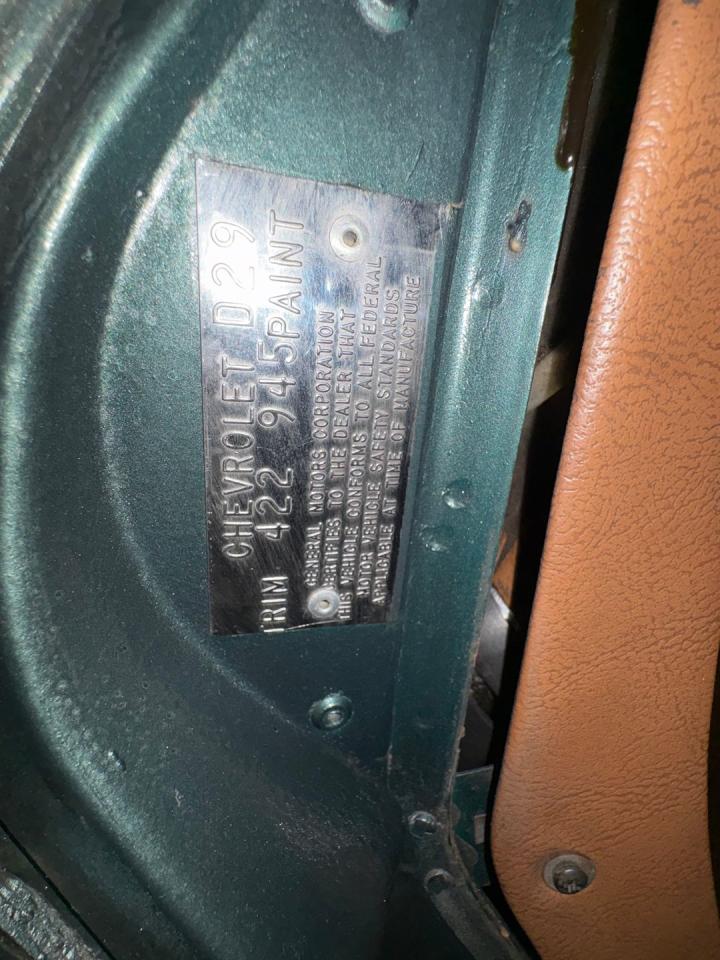 CHEVROLET D29
TRIM 422 945PAINT
GENERAL MOTORS CORPORATION
CERTIFIES TO THE DEALER THAT
THIS VEHICLE CONFORMS TO ALL FEDERAL
MOTOR VEHICLE SAFETY STANDARDS
APPLICABLE AT TIME OF MANUFACTURE